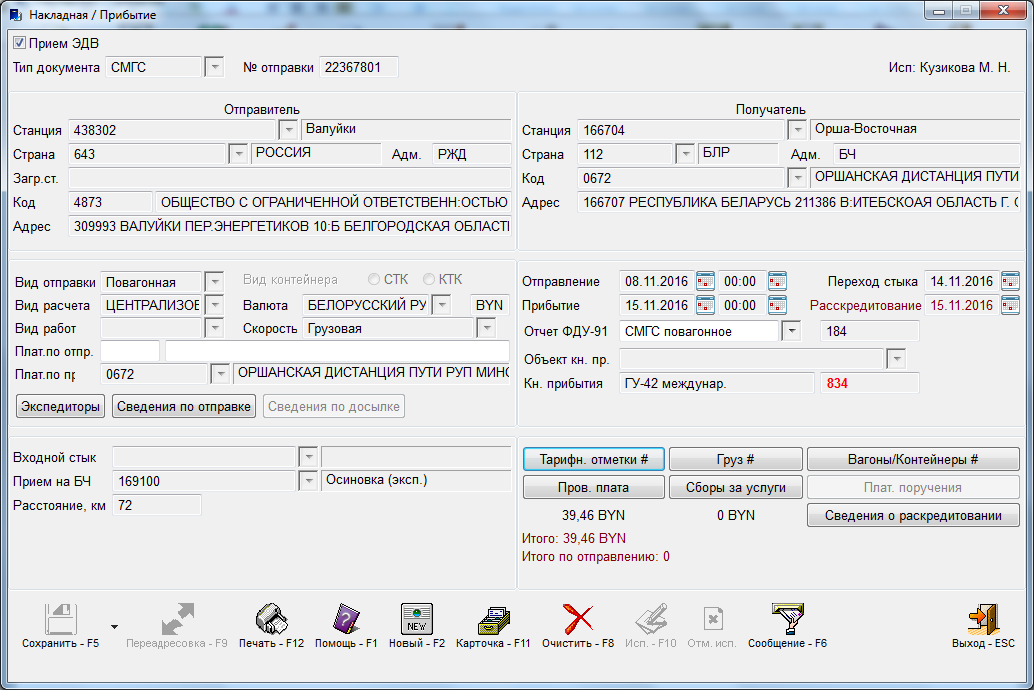 Накладная / Прибытие
Прием ЭДВ
Тип документа СМГС № отправки 22367801 Исп: Кузикова М. Н.
Отправитель
Станция 438302 Валуйки
Страна 643 РОССИЯ Адм. РЖД
Загр.ст.
Код 4873 ОБЩЕСТВО С ОГРАНИЧЕННОЙ ОТВЕТСТВЕНН:ОСТЬЮ
Адрес 309993 ВАЛУЙКИ ПЕР.ЭНЕРГЕТИКОВ 10:Б БЕЛГОРОДСКАЯ ОБЛАСТІ
Получатель
Станция 166704 Орша-Восточная
Страна 112 БЛР Адм. БЧ
Код 0672 ОРШАНСКАЯ ДИСТАНЦИЯ ПУТИ
Адрес 166707 РЕСПУБЛИКА БЕЛАРУСЬ 211386 В:ИТЕБСКОАЯ ОБЛАСТЬ Г.
Вид отправки Повагонная Вид контейнера СТК КТК
Вид расчета ЦЕНТРАЛИЗОВ Валюта БЕЛОРУССКИЙ РУ BYN
Вид работ Скорость Грузовая
Плат.по отпр.
Плат.по пр 0672 ОРШАНСКАЯ ДИСТАНЦИЯ ПУТИ РУП МИНС
Экспедиторы Сведения по отправке Сведения по досылке
Отправление 08.11.2016 00:00 Переход стыка 14.11.2016
Прибытие 15.11.2016 00:00 Расскредитование 15.11.2016
Отчет ФДУ-91 СМГС повагонное 184
Объект кн. пр.
Кн. прибытия ГУ-42 междунар. 834
Входной стык
Прием на БЧ 169100 Осиновка (эксп.)
Расстояние, км 72
Тарифн. отметки # Груз # Вагоны/Контейнеры #
Пров. плата Сборы за услуги Плат. поручения
39,46 BYN 0 BYN Сведения о раскредитовании
Итого: 39,46 BYN
Итого по отправлению: 0
Сохранить - F5 Переадресовка - F9 Печать - F12 Помощь - F1 Новый - F2 Карточка - F11 Очистить - F8 Исп. - F10 Отм. исп. Сообщение - F6 Выход - ESC